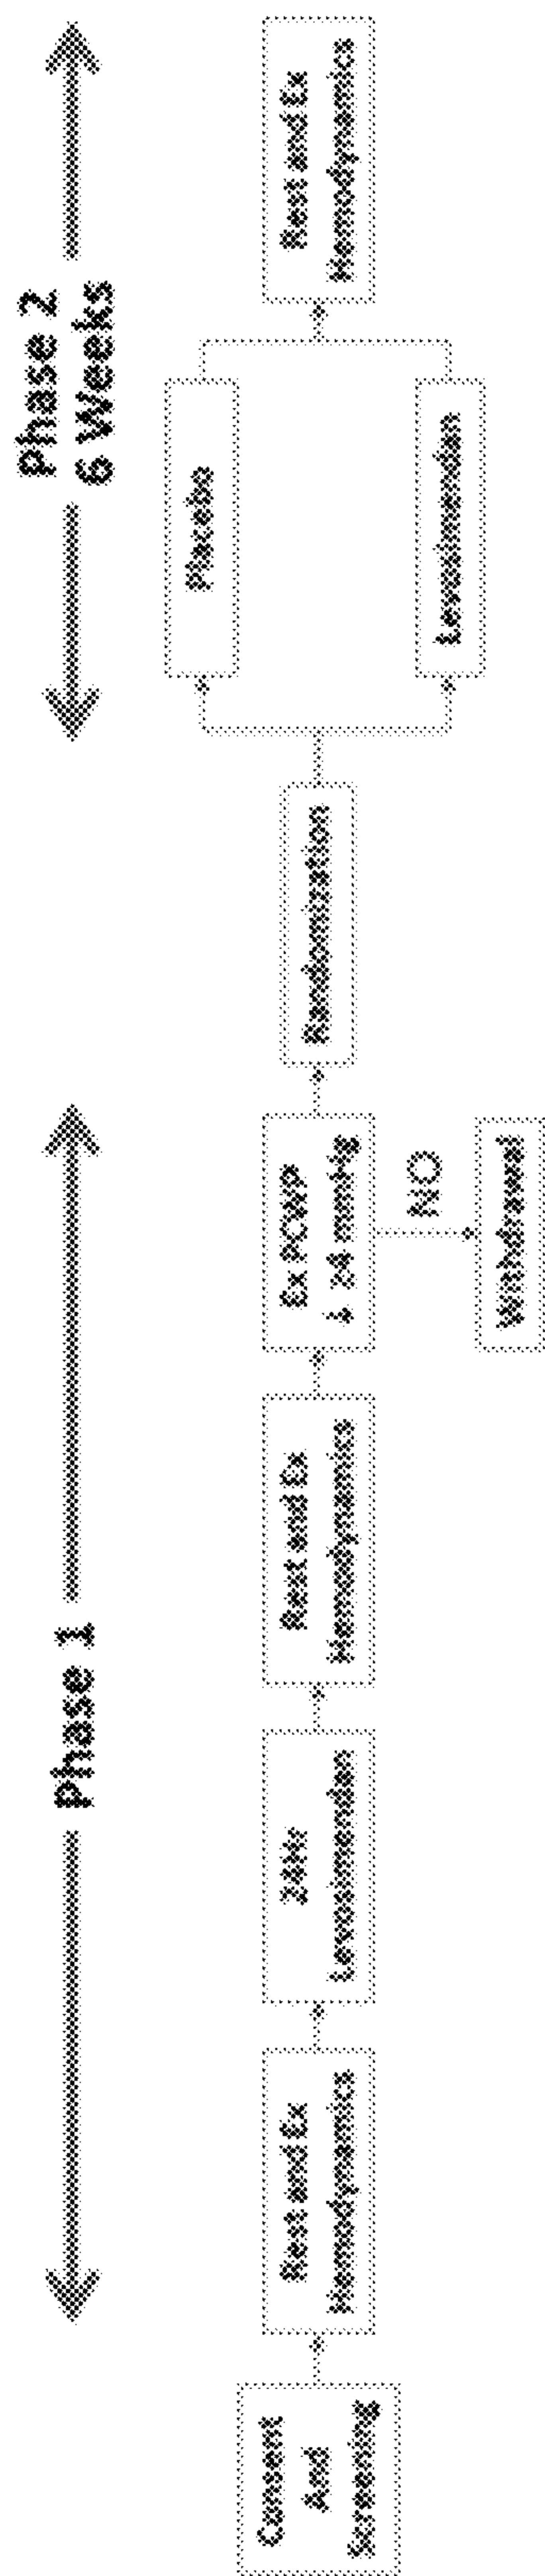 Phase 1
Phase 2
6 Weeks
Consent
And
Screening
Rest and Ex
Hemodynamics
24Hr
Levosimendan
Rest and Ex
Hemodynamics
Ex PCWP
↓ ≥4 mmHg
NO
Withdrawal
Randomization
Placebo
Levosimendan
Rest and Ex
Hemodynamics